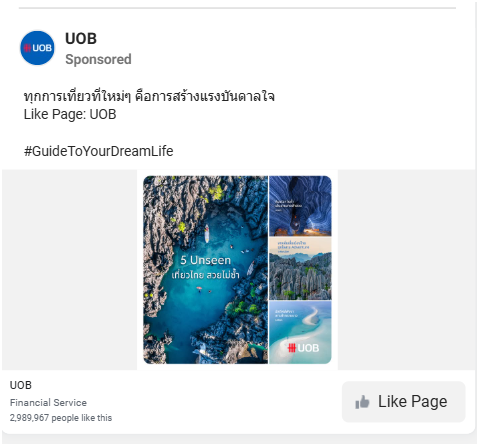 UOB
Sponsored
UOB
ทุกการเที่ยวที่ใหม่ๆ คือการสร้างแรงบันดาลใจ
Like Page: UOB
#GuideToYourDreamLife
5 Unseen
เที่ยวไทย สวยไม่ซ้ำ
UOB
UOB
Financial Service
2,989,967 people like this
Like Page